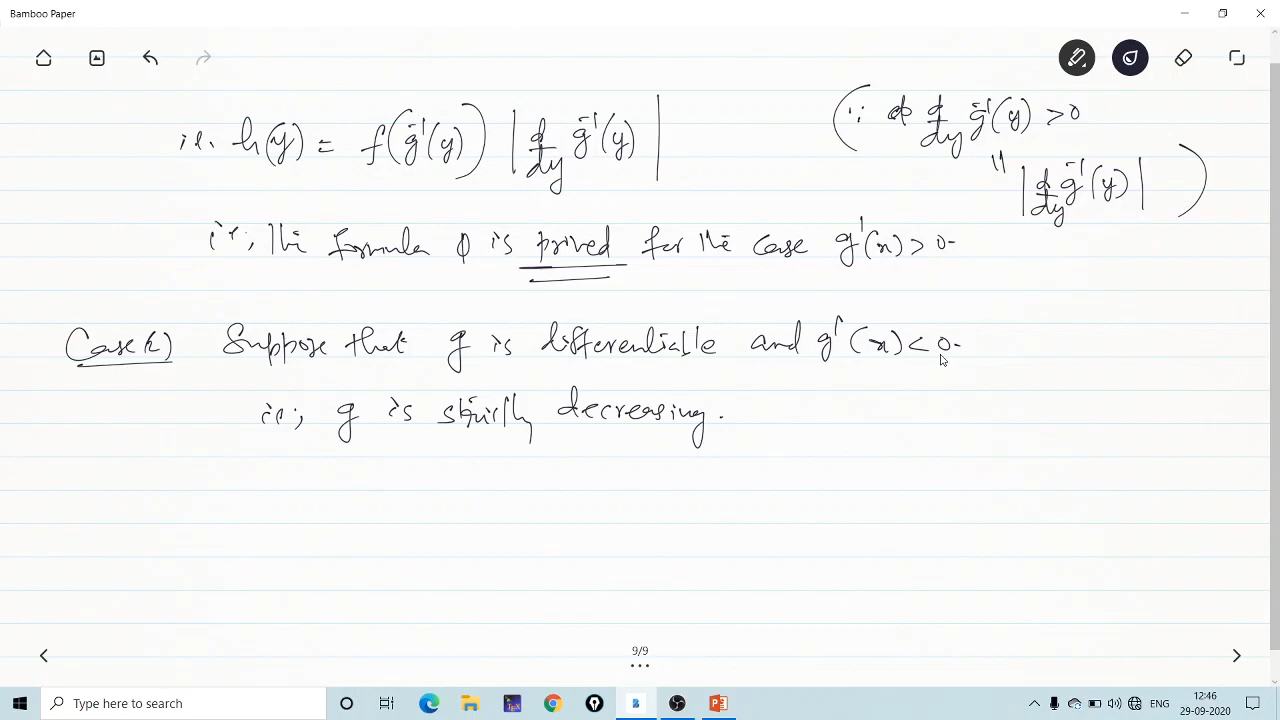 Bamboo Paper
i.e. h(y) = f(g⁻¹(y)) | d/dy g⁻¹(y) |
(∵ d/dy g⁻¹(y) > 0
|| | d/dy g⁻¹(y) | )
i.e., the formula is proved for the case g'(x) > 0.
Case 2) Suppose that g is differentiable and g'(x) < 0.
i.e., g is strictly decreasing.
9/9
Type here to search
ENG
12:46
29-09-2020